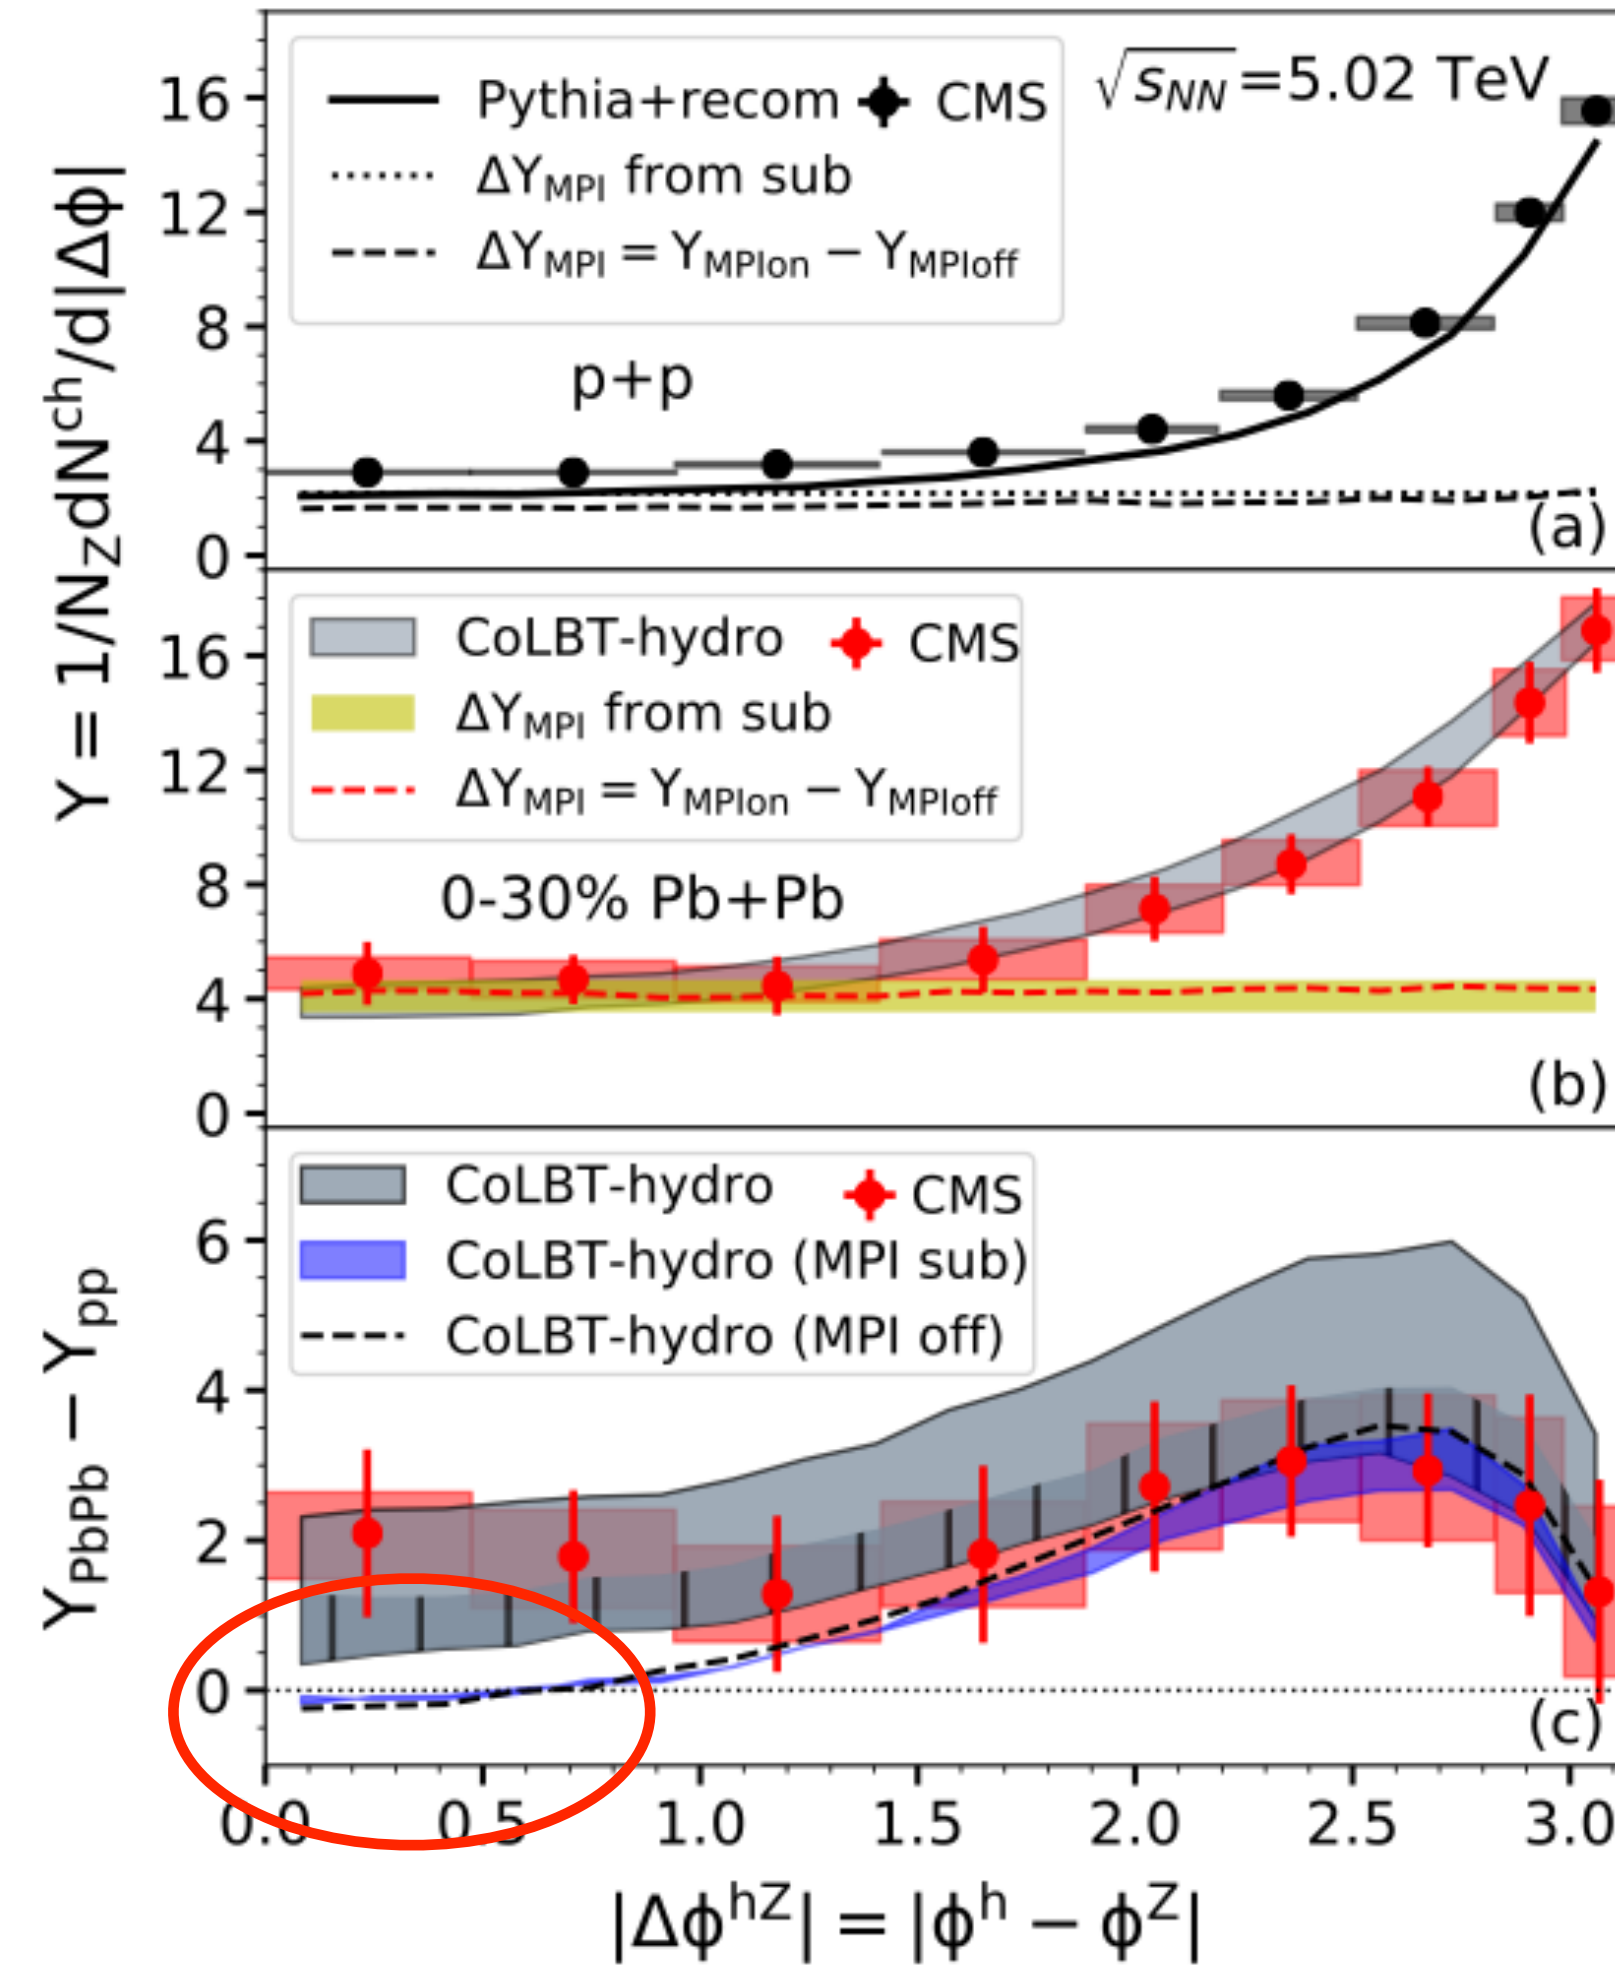 Y = 1/N_Z dN^ch/d|Δϕ|
16
12
8
4
0
Pythia+recom
CMS
ΔY_MPI from sub
ΔY_MPI = Y_MPIon − Y_MPIoff
√s_NN=5.02 TeV
p+p
(a)
16
12
8
4
0
CoLBT-hydro
CMS
ΔY_MPI from sub
ΔY_MPI = Y_MPIon − Y_MPIoff
0-30% Pb+Pb
(b)
Y_PbPb − Y_pp
6
4
2
0
CoLBT-hydro
CMS
CoLBT-hydro (MPI sub)
CoLBT-hydro (MPI off)
(c)
0.0 0.5 1.0 1.5 2.0 2.5 3.0
|Δϕ^hZ| = |ϕ^h − ϕ^Z|